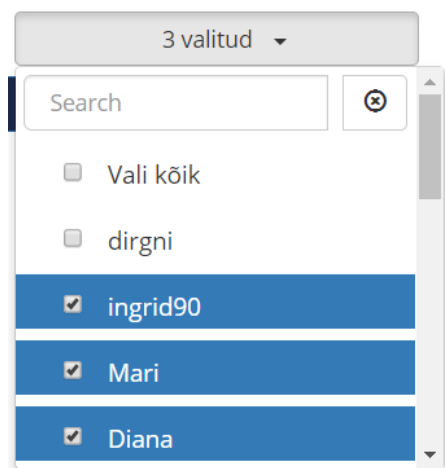 3 valitud
Search
Vali kõik
dirgni
ingrid90
Mari
Diana